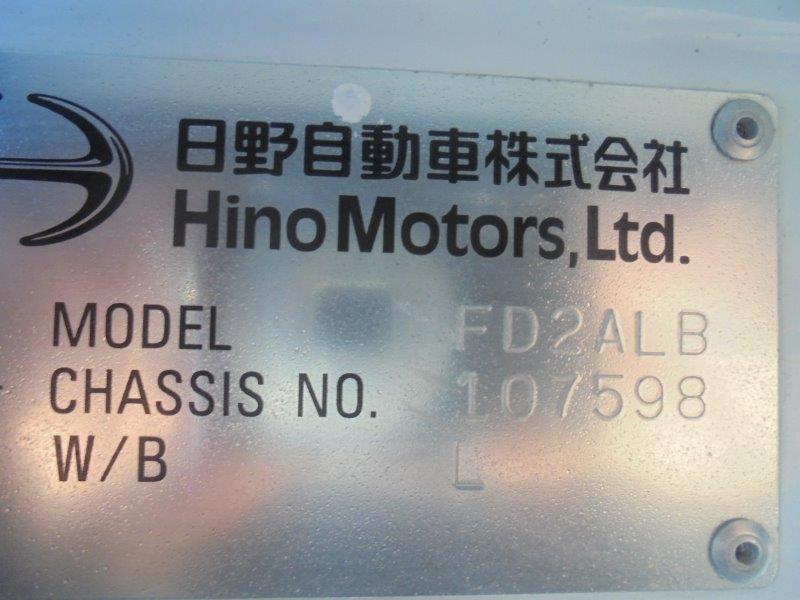 日野自動車株式会社
Hino Motors, Ltd.
MODEL FD2ALB
CHASSIS NO. 107598
W/B L